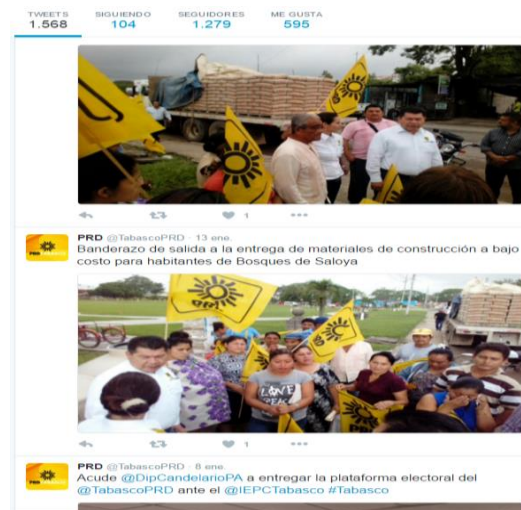 TWEETS SIGUIENDO SEGUIDORES ME GUSTA
1.568 104 1.279 595
1
PRD @TabascoPRD · 13 ene.
Banderazo de salida a la entrega de materiales de construcción a bajo
costo para habitantes de Bosques de Saloya
PRD
LOVE
1
PRD @TabascoPRD · 8 ene.
Acude @DipCandelarioPA a entregar la plataforma electoral del
@TabascoPRD ante el @IEPCTabasco #Tabasco